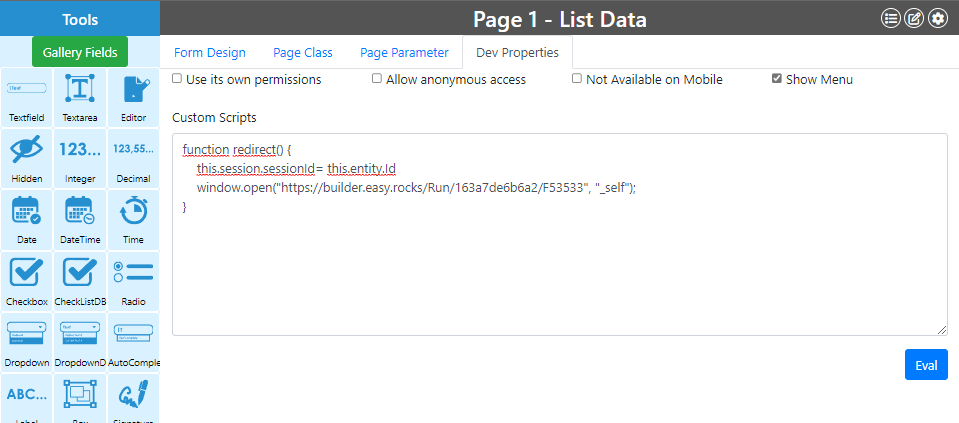 Tools
Page 1 - List Data
Gallery Fields
Form Design Page Class Page Parameter Dev Properties
Use its own permissions Allow anonymous access Not Available on Mobile Show Menu
Textfield Textarea Editor
Custom Scripts
function redirect() {
this.session.sessionId= this.entity.Id
window.open("https://builder.easy.rocks/Run/163a7de6b6a2/F53533", "_self");
}
123... 123,55...
Hidden Integer Decimal
Date DateTime Time
Checkbox CheckListDB Radio
Dropdown DropdownD AutoComple
Eval
ABC...
Label Box Signature